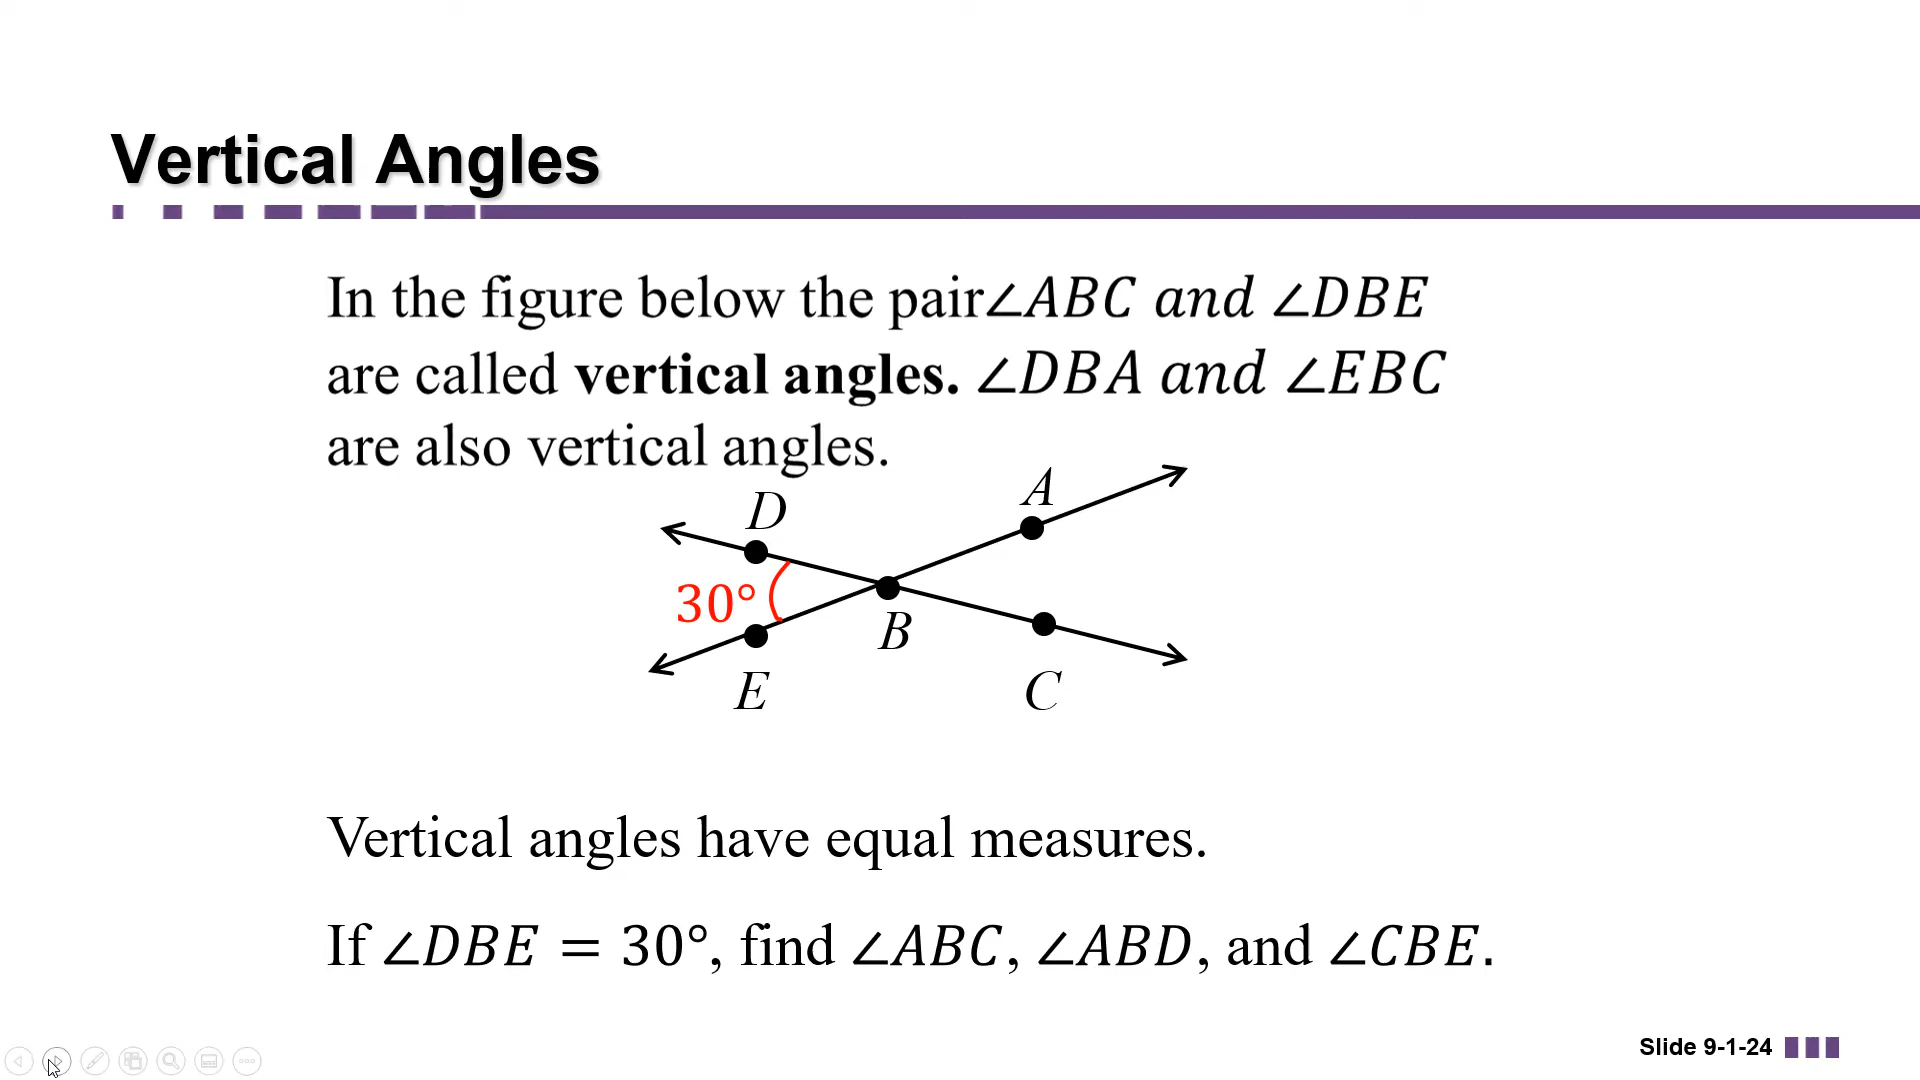 Vertical Angles
In the figure below the pair∠ABC and ∠DBE
are called vertical angles. ∠DBA and ∠EBC
are also vertical angles.
A
D
30°
B
E
C
Vertical angles have equal measures.
If ∠DBE = 30°, find ∠ABC, ∠ABD, and ∠CBE.
Slide 9-1-24